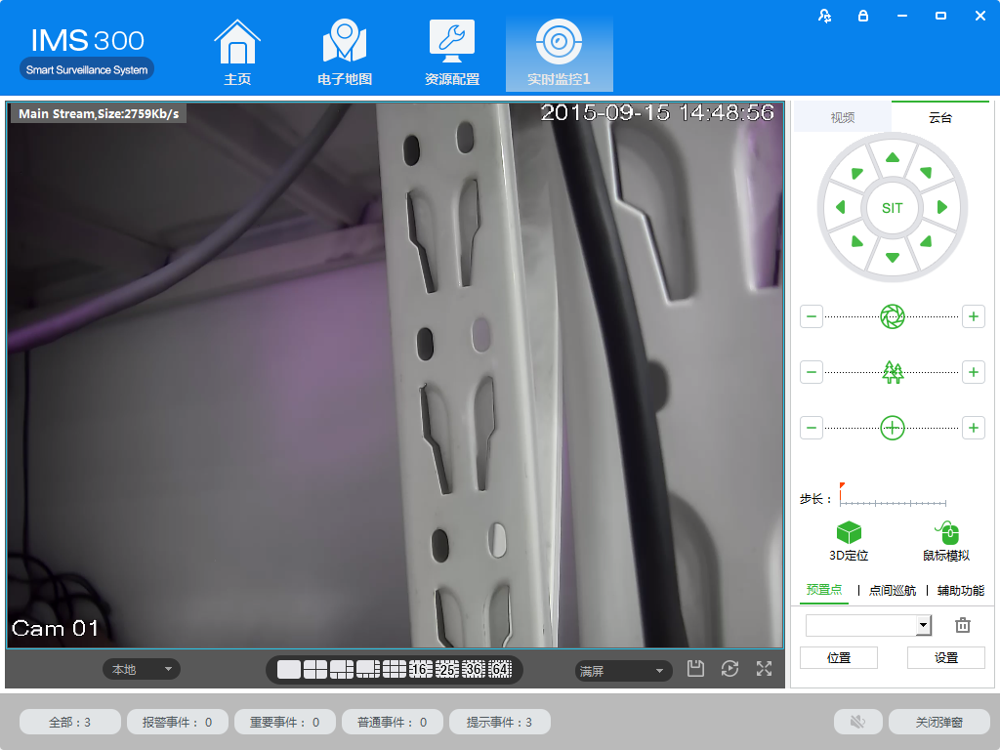 IMS 300
Smart Surveillance System
主页
电子地图
资源配置
实时监控1
Main Stream,Size:2759Kb/s
2015-09-15 14:48:56
Cam 01
视频
云台
SIT
步长：
3D定位
鼠标模拟
预置点 | 点间巡航 | 辅助功能
位置
设置
本地
16 25 36 64
满屏
全部：3
报警事件： 0
重要事件： 0
普通事件： 0
提示事件：3
关闭弹窗